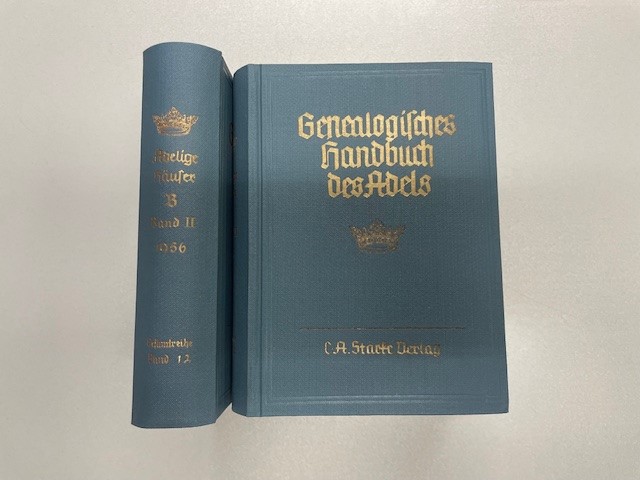 Adelige
Häuser
B
Band II
1956
Gesamtreihe
Band 12
Genealogisches
Handbuch
des Adels
C.A. Starke Verlag